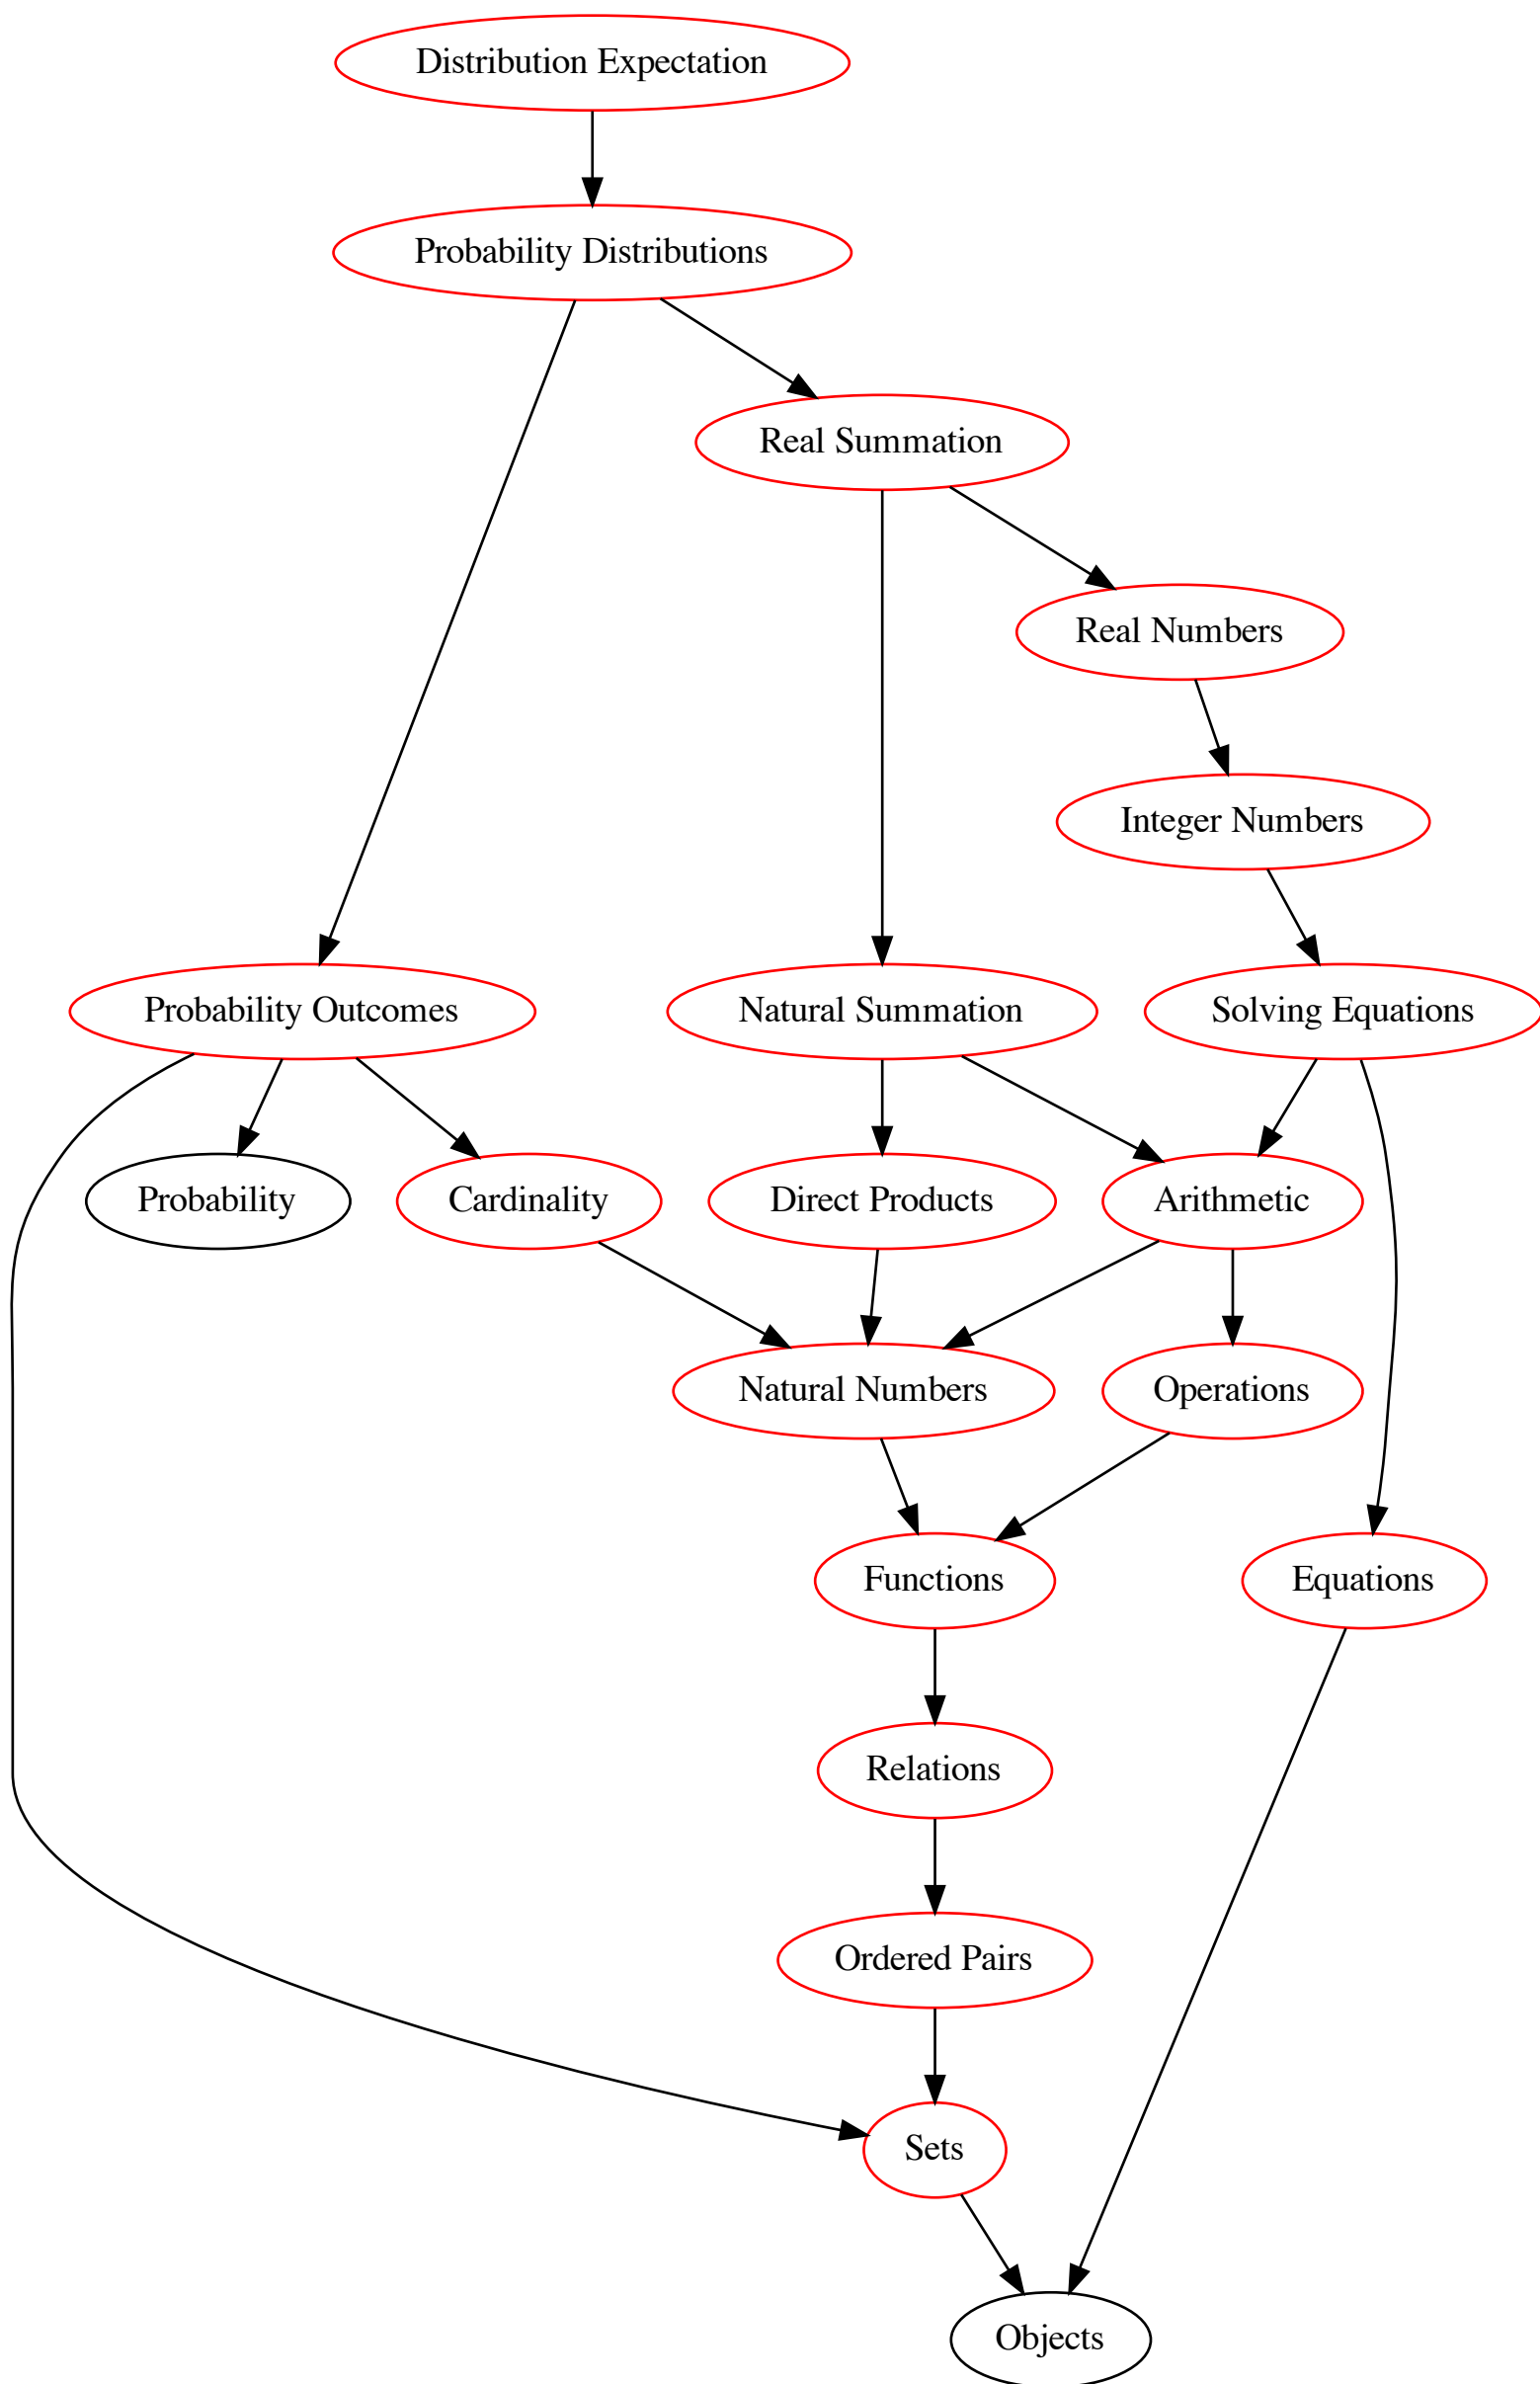 Distribution Expectation
Probability Distributions
Real Summation
Real Numbers
Integer Numbers
Probability Outcomes
Natural Summation
Solving Equations
Probability
Cardinality
Direct Products
Arithmetic
Natural Numbers
Operations
Functions
Equations
Relations
Ordered Pairs
Sets
Objects